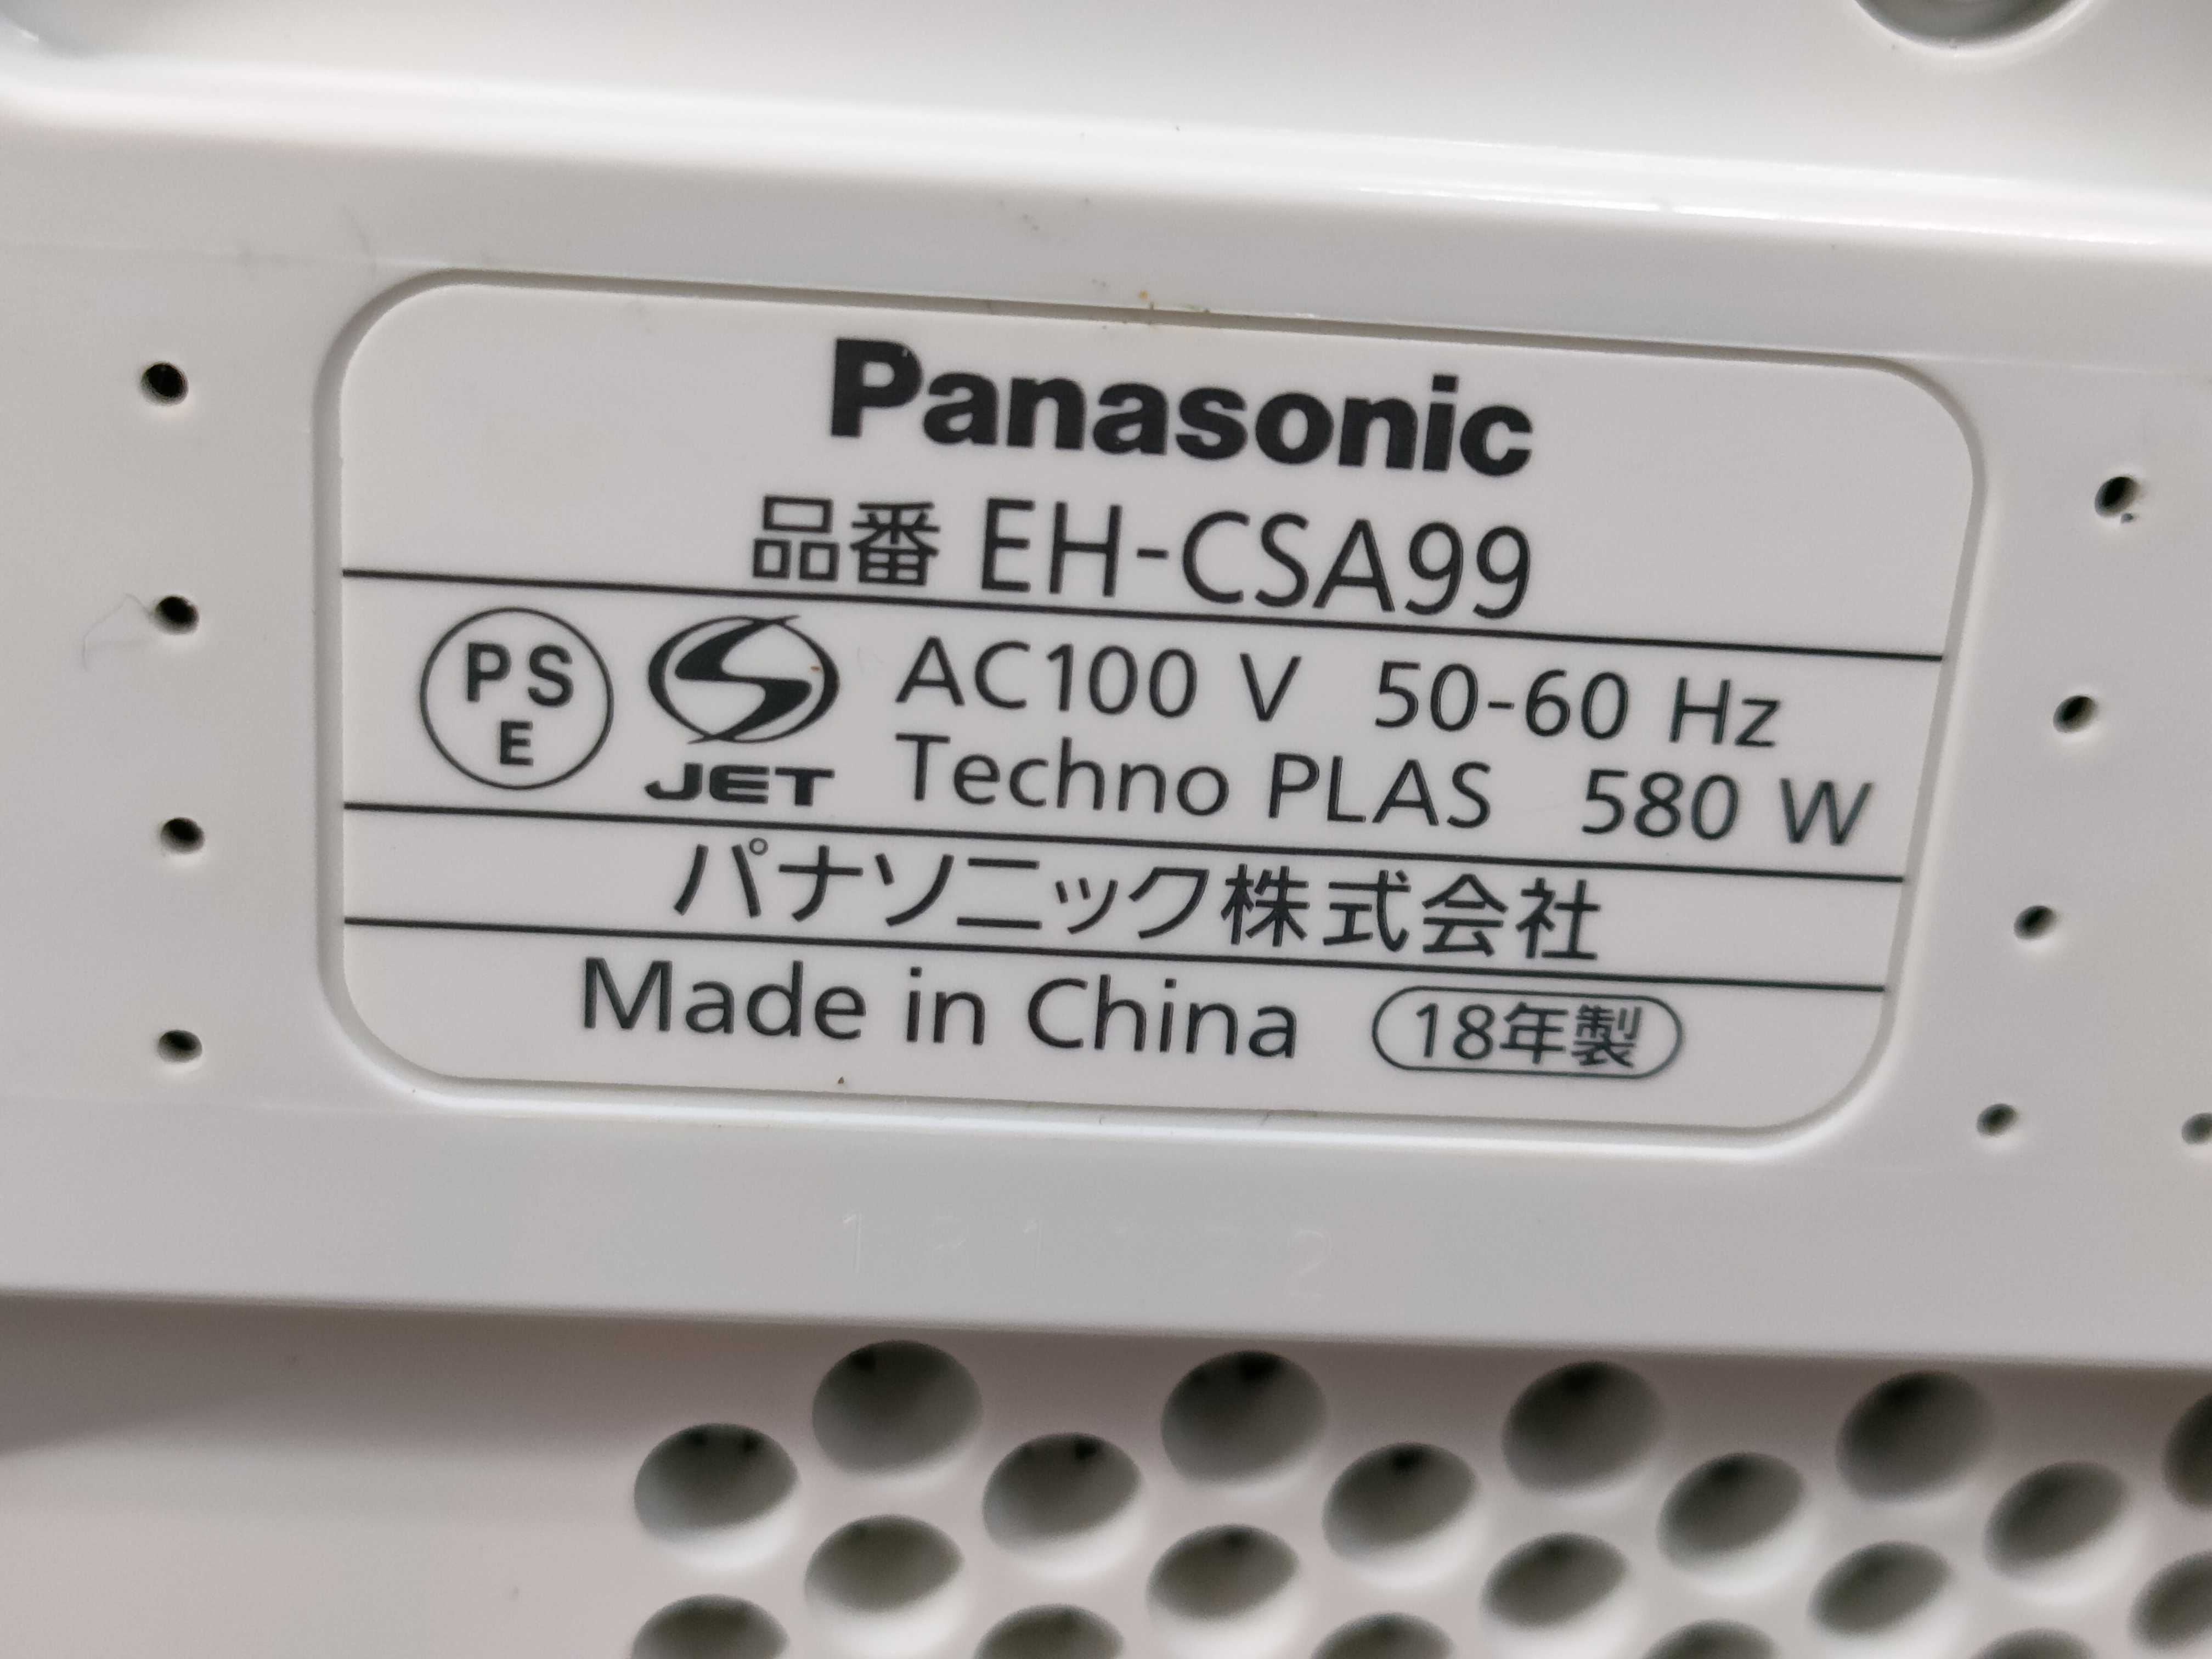 Panasonic
品番 EH-CSA99
PS
E
JET
AC100 V 50-60 Hz
Techno PLAS 580 W
パナソニック株式会社
Made in China 18年製